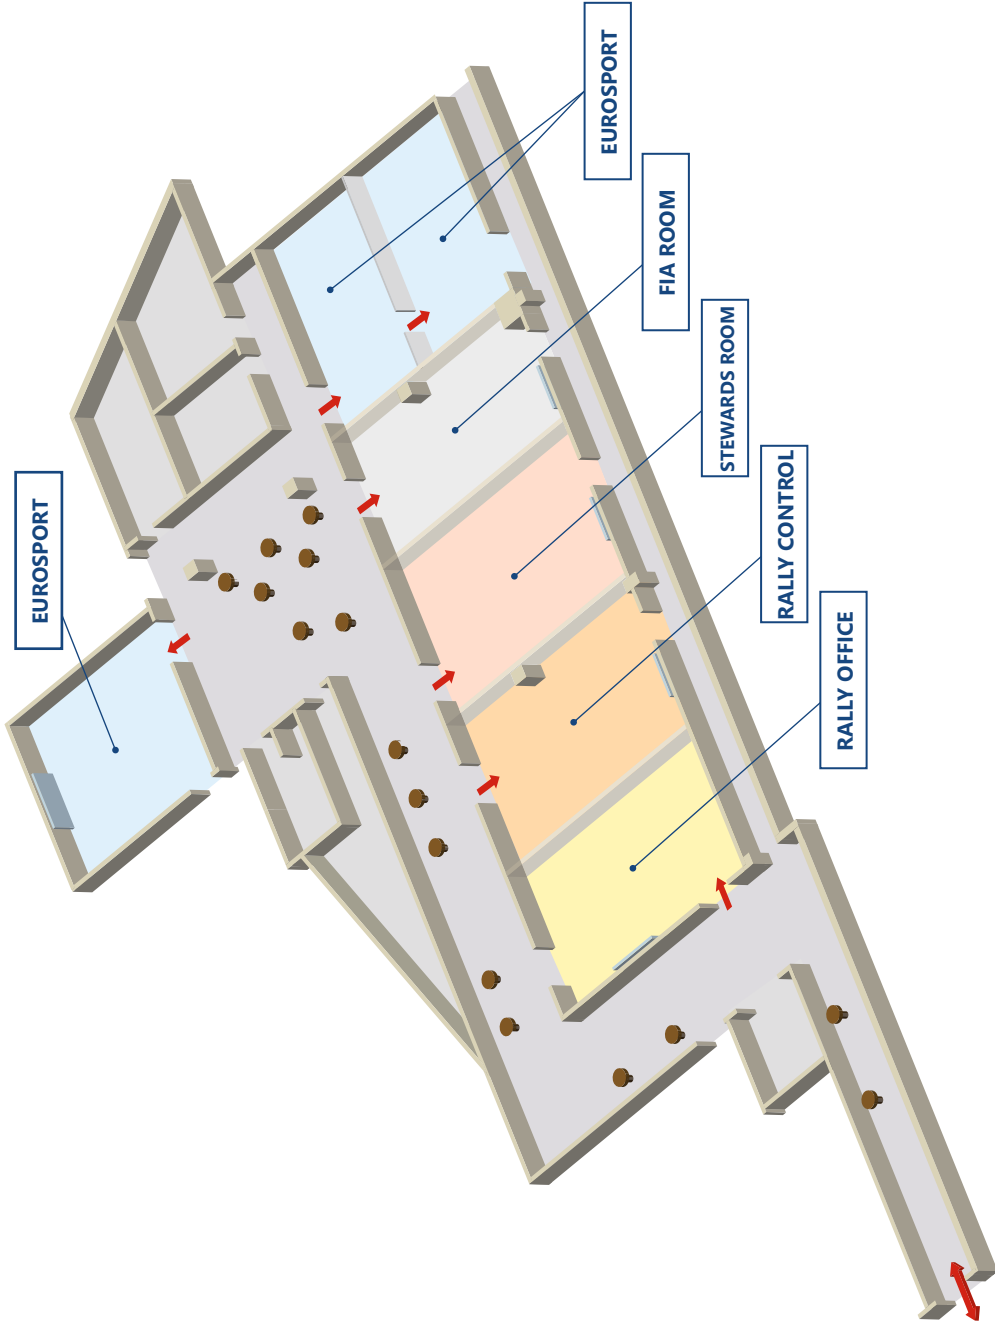 EUROSPORT
EUROSPORT
FIA ROOM
STEWARDS ROOM
RALLY CONTROL
RALLY OFFICE